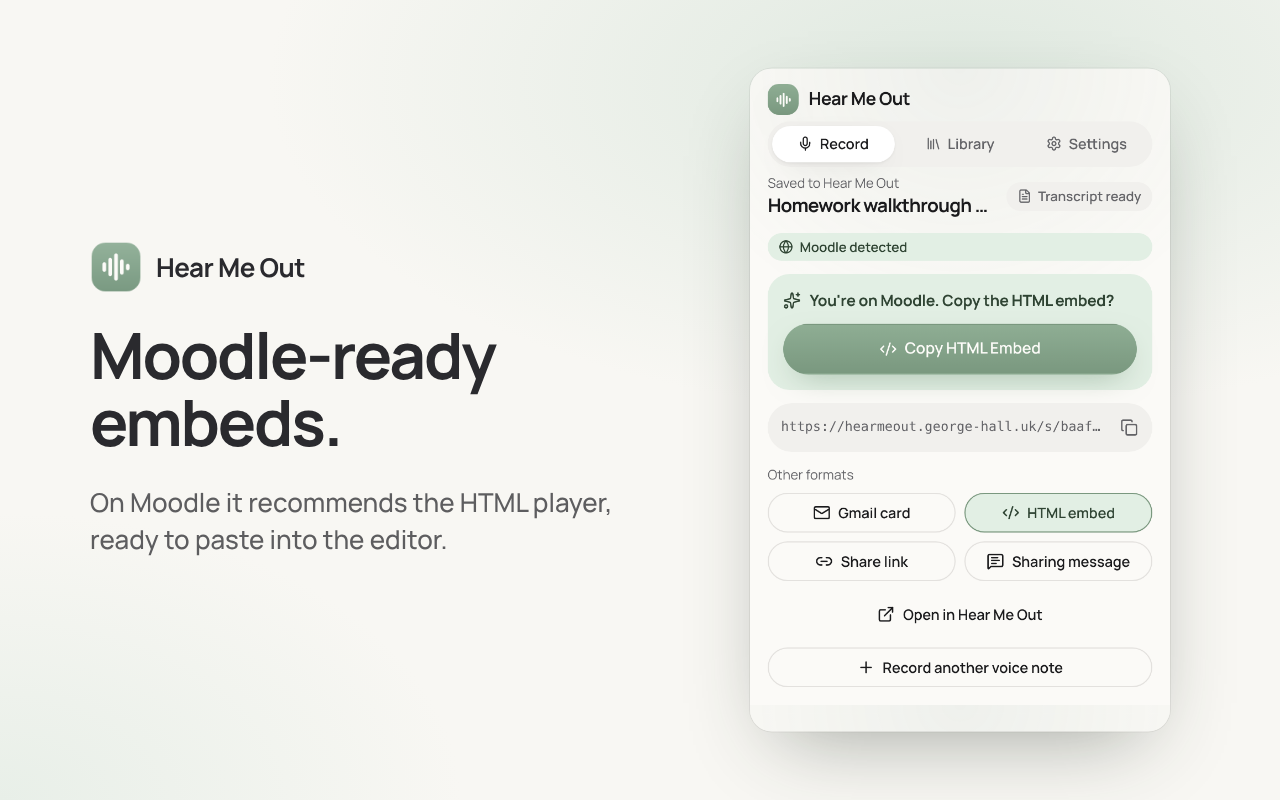 Hear Me Out
Moodle-ready
embeds.
On Moodle it recommends the HTML player,
ready to paste into the editor.
Hear Me Out
Record
Library
Settings
Saved to Hear Me Out
Homework walkthrough ...
Transcript ready
Moodle detected
You're on Moodle. Copy the HTML embed?
Copy HTML Embed
https://hearmeout.george-hall.uk/s/baaf…
Other formats
Gmail card
HTML embed
Share link
Sharing message
Open in Hear Me Out
Record another voice note